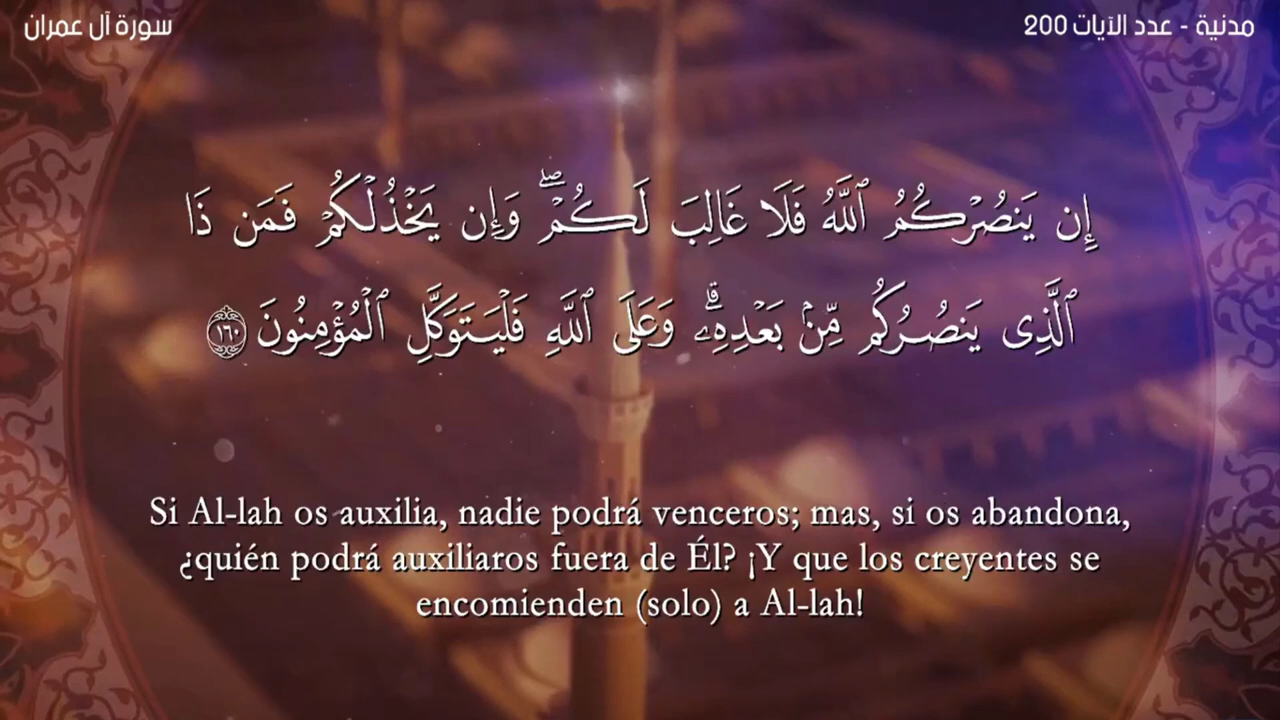 سورة آل عمران
مدنية - عدد الآيات 200
إِن يَنصُرْكُمُ ٱللَّهُ فَلَا غَالِبَ لَكُمْ ۖ وَإِن يَخْذُلْكُمْ فَمَن ذَا
ٱلَّذِى يَنصُرُكُم مِّنۢ بَعْدِهِۦ ۗ وَعَلَى ٱللَّهِ فَلْيَتَوَكَّلِ ٱلْمُؤْمِنُونَ ١٦٠
Si Al-lah os auxilia, nadie podrá venceros; mas, si os abandona,
¿quién podrá auxiliaros fuera de Él? ¡Y que los creyentes se
encomienden (solo) a Al-lah!